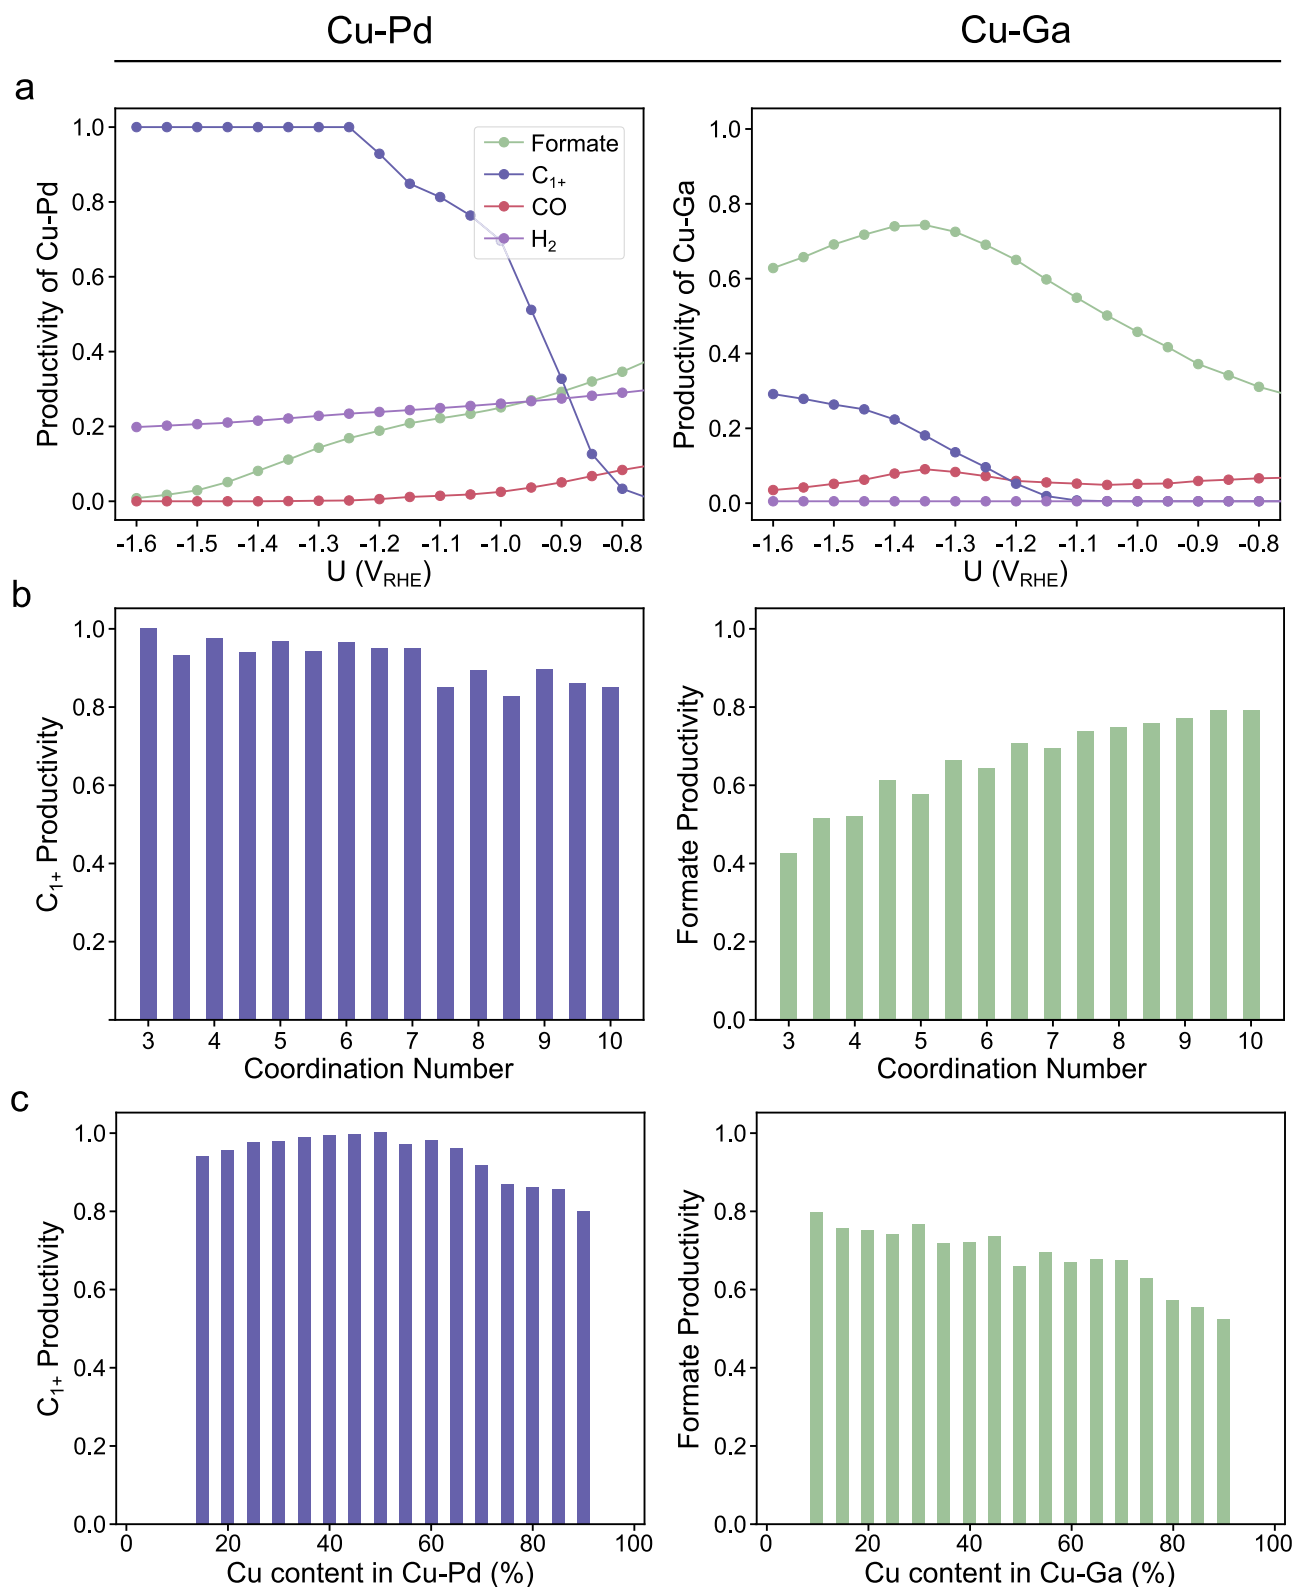 Cu-Pd
Cu-Ga
a
1.0
0.8
0.6
0.4
0.2
0.0
Productivity of Cu-Pd
Formate
C₁₊
CO
H₂
-1.6 -1.5 -1.4 -1.3 -1.2 -1.1 -1.0 -0.9 -0.8
U (V_RHE)
1.0
0.8
0.6
0.4
0.2
0.0
Productivity of Cu-Ga
-1.6 -1.5 -1.4 -1.3 -1.2 -1.1 -1.0 -0.9 -0.8
U (V_RHE)
b
1.0
0.8
0.6
0.4
0.2
C₁₊ Productivity
3 4 5 6 7 8 9 10
Coordination Number
1.0
0.8
0.6
0.4
0.2
0.0
Formate Productivity
3 4 5 6 7 8 9 10
Coordination Number
c
1.0
0.8
0.6
0.4
0.2
0.0
C₁₊ Productivity
0 20 40 60 80 100
Cu content in Cu-Pd (%)
1.0
0.8
0.6
0.4
0.2
0.0
Formate Productivity
0 20 40 60 80 100
Cu content in Cu-Ga (%)